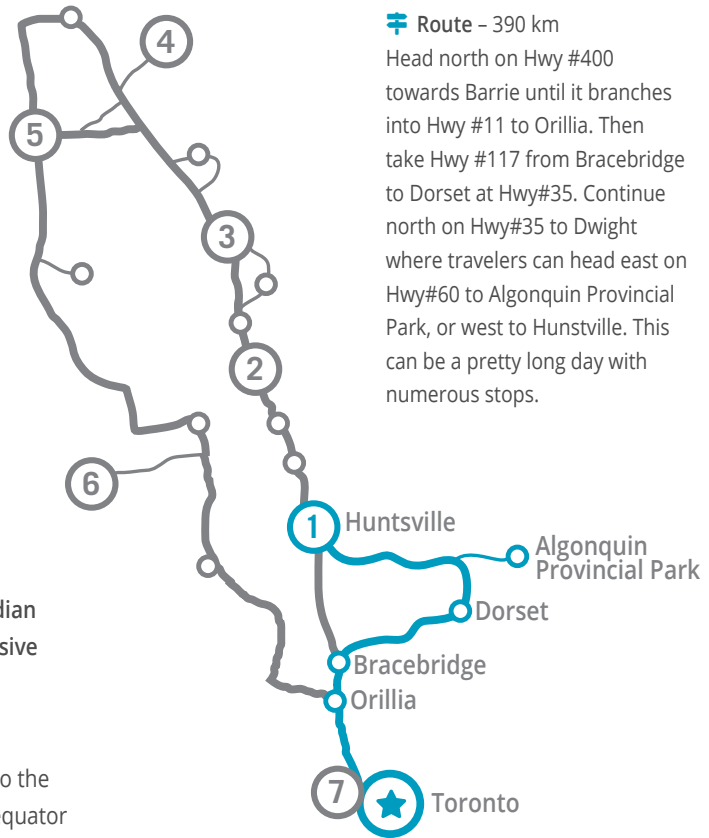 Route – 390 km
Head north on Hwy #400
towards Barrie until it branches
into Hwy #11 to Orillia. Then
take Hwy #117 from Bracebridge
to Dorset at Hwy#35. Continue
north on Hwy#35 to Dwight
where travelers can head east on
Hwy#60 to Algonquin Provincial
Park, or west to Hunstville. This
can be a pretty long day with
numerous stops.
4
5
3
2
6
1
Huntsville
Algonquin
Provincial Park
Dorset
Bracebridge
Orillia
7
Toronto
dian
sive
o the
equator